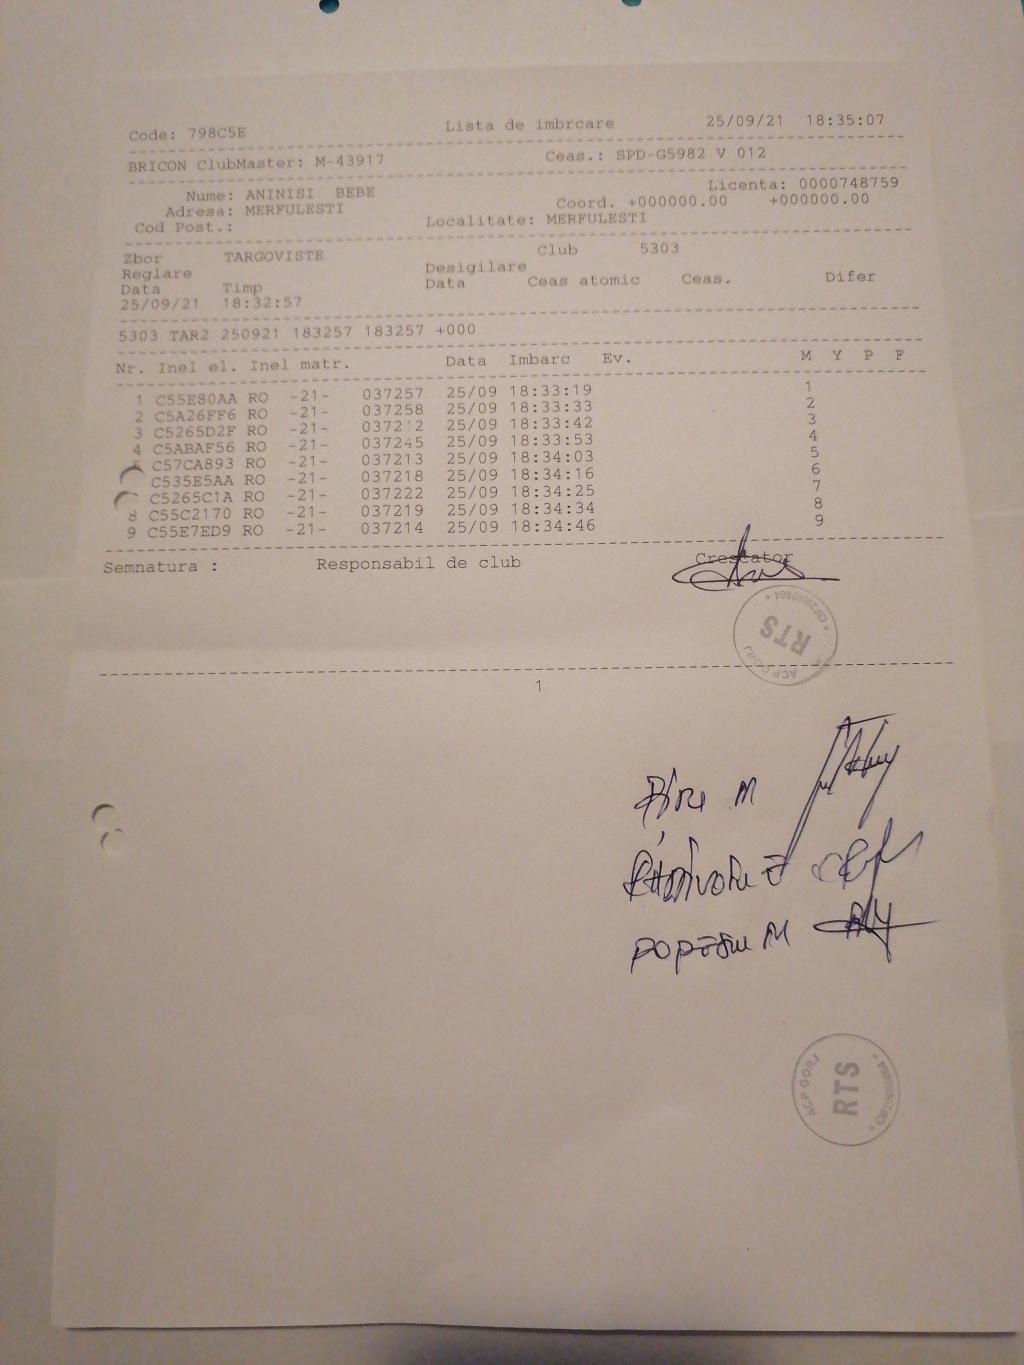 Code: 798C5E Lista de imbrcare 25/09/21 18:35:07
BRICON ClubMaster: M-43917 Ceas.: SPD-G5982 V 012
Nume: ANINISI BEBE Licenta: 0000748759
Adresa: MERFULESTI Coord. +000000.00 +000000.00
Cod Post.: Localitate: MERFULESTI
Zbor TARGOVISTE Club 5303
Reglare Desigilare
Data Timp Data Ceas atomic Ceas. Difer
25/09/21 18:32:57
5303 TAR2 250921 183257 183257 +000
Nr. Inel el. Inel matr. Data Imbarc Ev. M Y P F
1 C55E80AA RO -21- 037257 25/09 18:33:19 1
2 C5A26FF6 RO -21- 037258 25/09 18:33:33 2
3 C5265D2F RO -21- 25/09 18:33:42 3
4 C5ABAF56 RO -21- 037245 25/09 18:33:53 4
C57CA893 RO -21- 037213 25/09 18:34:03 5
C535E5AA RO -21- 037218 25/09 18:34:16 6
C5265C1A RO -21- 037222 25/09 18:34:25 7
8 C55C2170 RO -21- 037219 25/09 18:34:34 8
9 C55E7ED9 RO -21- 037214 25/09 18:34:46 9
Semnatura : Responsabil de club Crescator
RTS
ACP GORJ
1
M
M
ACP GORJ
RTS